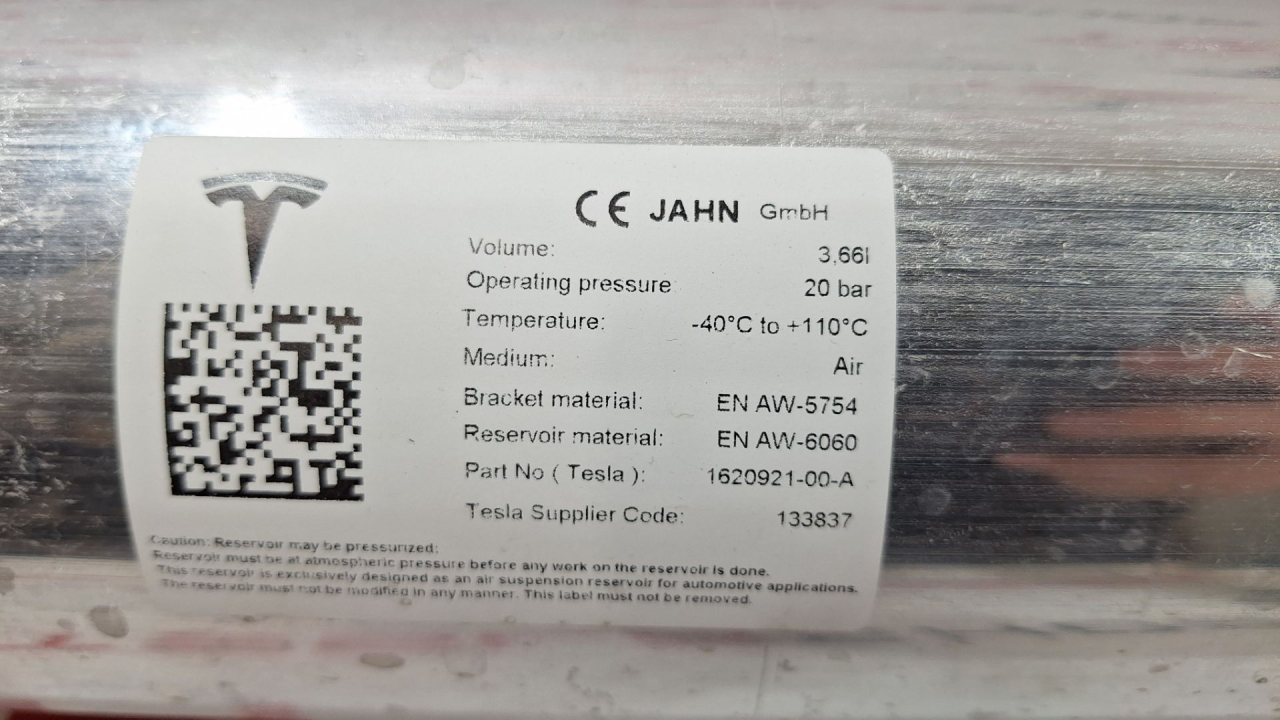 CE JAHN GmbH
Volume: 3,66l
Operating pressure 20 bar
Temperature: -40°C to +110°C
Medium: Air
Bracket material: EN AW-5754
Reservoir material: EN AW-6060
Part No ( Tesla ): 1620921-00-A
Tesla Supplier Code: 133837
Caution: Reservoir may be pressurized;
Reservoir must be at atmospheric pressure before any work on the reservoir is done.
This reservoir is exclusively designed as an air suspension reservoir for automotive applications.
The reservoir must not be modified in any manner. This label must not be removed.